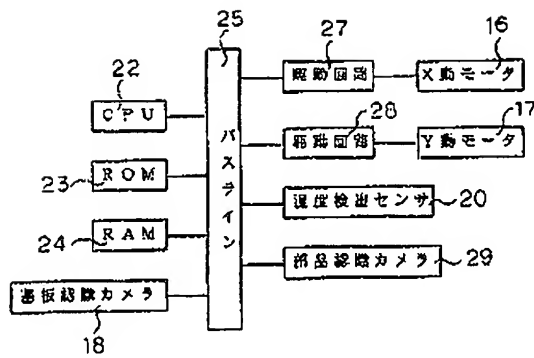 25
27
16
22
駆動回路
X動モータ
CPU
28
17
駆動回路
Y動モータ
バスライン
23
ROM
温度検出センサ
20
24
RAM
部品認識カメラ
29
基板認識カメラ
18